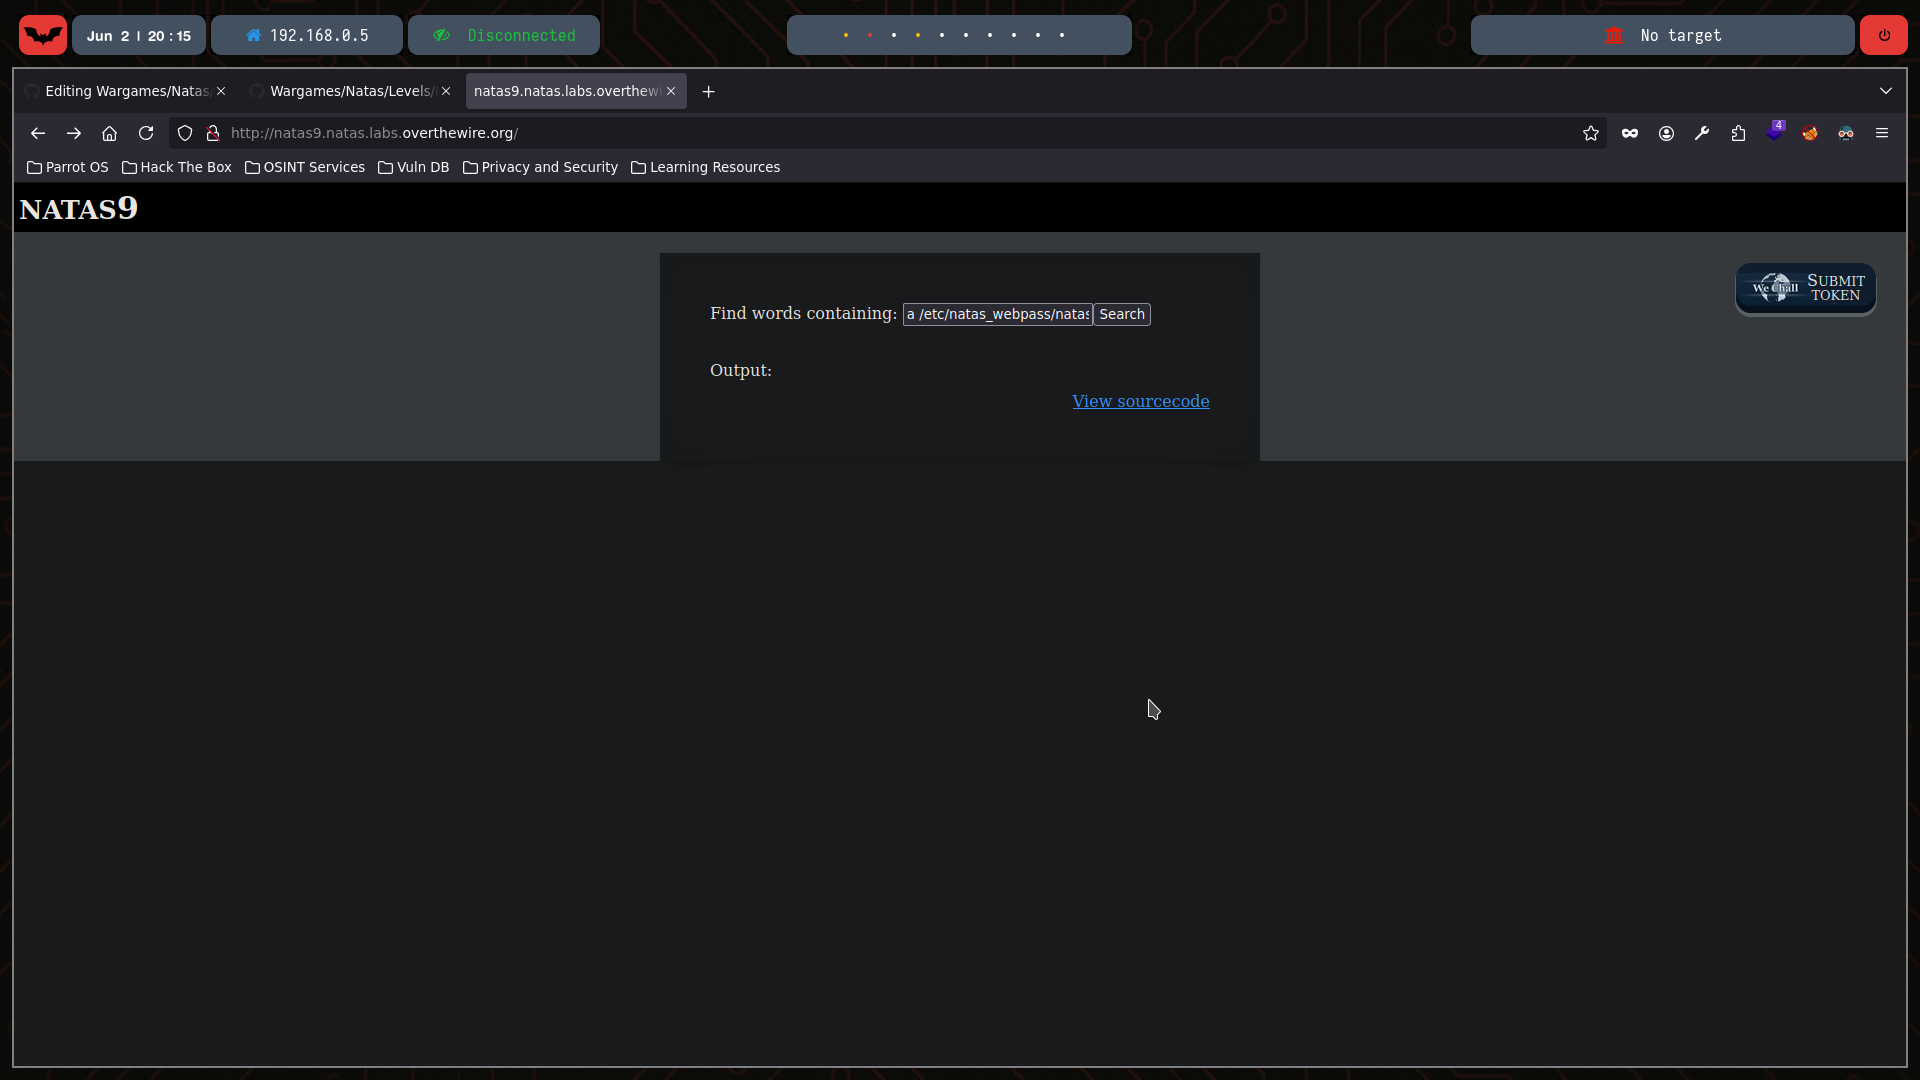 Jun 2 | 20:15
192.168.0.5
Disconnected
No target
Editing Wargames/Natas
Wargames/Natas/Levels/
natas9.natas.labs.overthewi
http://natas9.natas.labs.overthewire.org/
4
Parrot OS
Hack The Box
OSINT Services
Vuln DB
Privacy and Security
Learning Resources
NATAS9
We Chall
SUBMIT
TOKEN
Find words containing: a /etc/natas_webpass/natas Search
Output:
View sourcecode